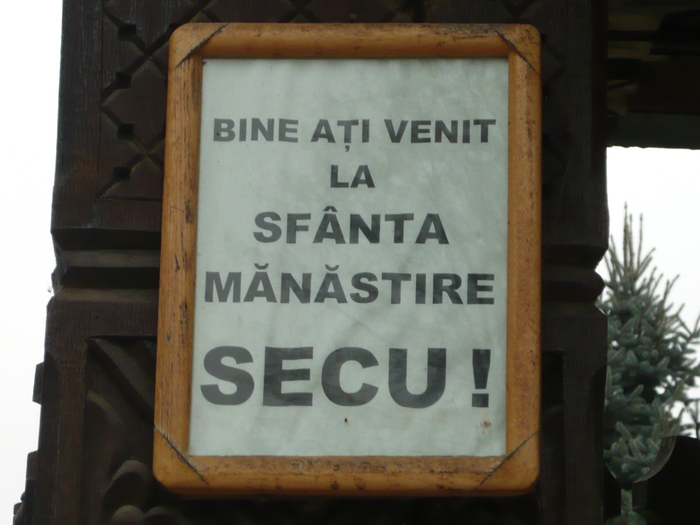 BINE AȚI VENIT
LA
SFÂNTA
MĂNĂSTIRE
SECU !